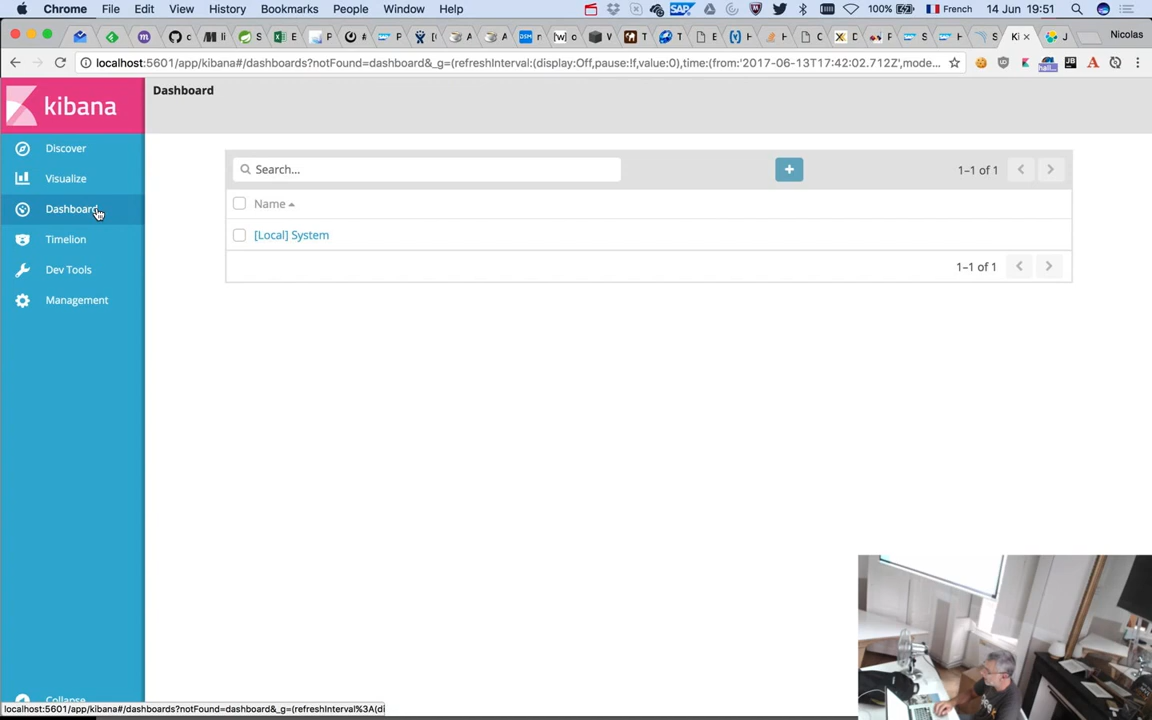 Chrome File Edit View History Bookmarks People Window Help 100% French 14 Jun 19:51
Nicolas
localhost:5601/app/kibana#/dashboards?notFound=dashboard&_g=(refreshInterval:(display:Off,pause:!f,value:0),time:(from:'2017-06-13T17:42:02.712Z',mode...
kibana
Dashboard
Discover
Visualize
Dashboard
Timelion
Dev Tools
Management
Search...
+
1–1 of 1
Name
[Local] System
1–1 of 1
Collapse
localhost:5601/app/kibana#/dashboards?notFound=dashboard&_g=(refreshInterval%3A(di